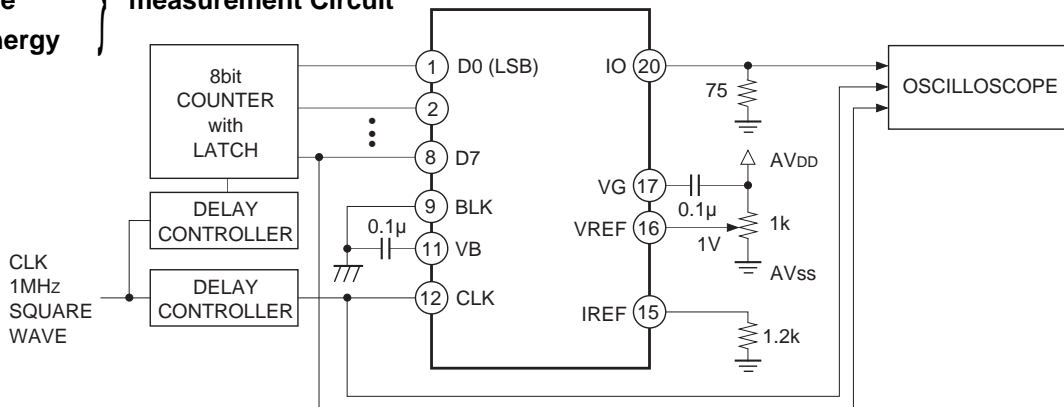 measurement Circuit
8bit
COUNTER
with
LATCH
DELAY
CONTROLLER
DELAY
CONTROLLER
CLK
1MHz
SQUARE
WAVE
1
D0 (LSB)
2
8
D7
9
BLK
0.1µ
11
VB
12
CLK
IO
20
75
OSCILLOSCOPE
AVDD
VG
17
0.1µ
VREF
16
1V
1k
AVss
IREF
15
1.2k